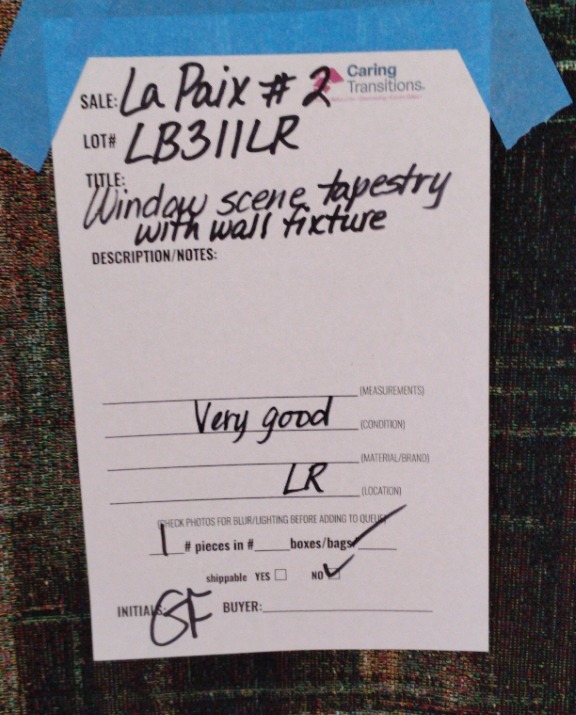 Caring
Transitions.
SALE: La Paix # 2
LOT# LB311LR
TITLE:
Window scene tapestry
with wall fixture
DESCRIPTION/NOTES:
(MEASUREMENTS)
Very good (CONDITION)
(MATERIAL/BRAND)
LR (LOCATION)
(CHECK PHOTOS FOR BLUR/LIGHTING BEFORE ADDING TO QUEUE)
1 # pieces in # boxes/bags
shippable YES NO
INITIALS: GF BUYER: